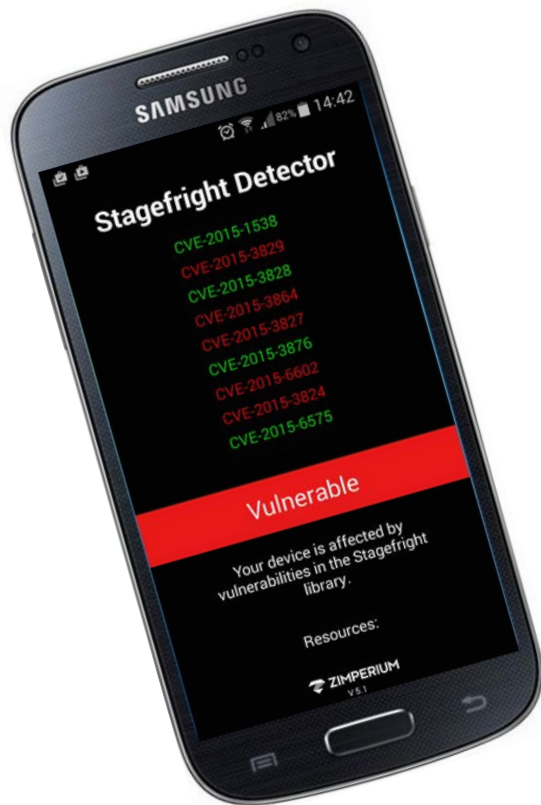 SAMSUNG
82% 14:42
Stagefright Detector
CVE-2015-1538
CVE-2015-3829
CVE-2015-3828
CVE-2015-3864
CVE-2015-3827
CVE-2015-3876
CVE-2015-6602
CVE-2015-3824
CVE-2015-6575
Vulnerable
Your device is affected by
vulnerabilities in the Stagefright
library.
Resources:
ZIMPERIUM
V 5.1